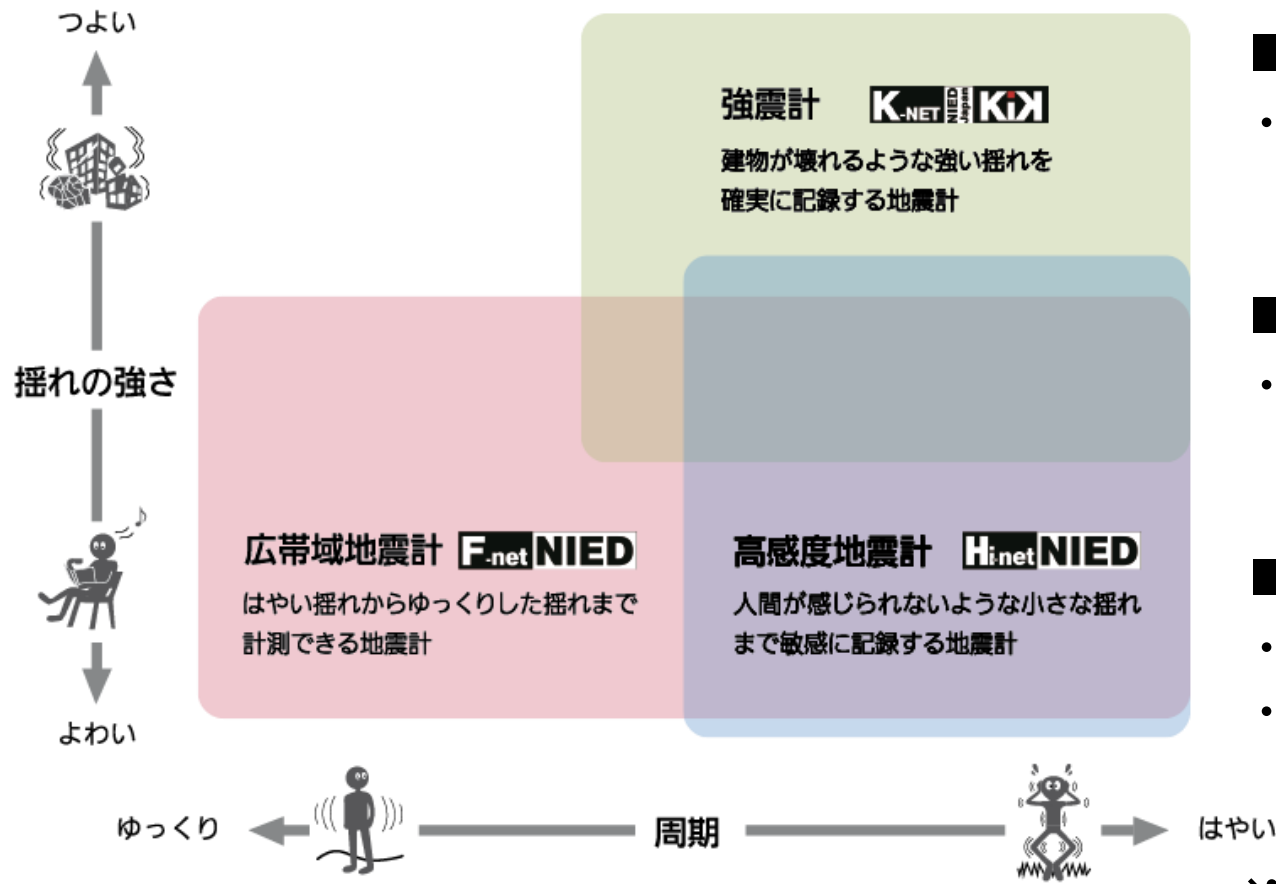 つよい
強震計 K-NET NIED Japan KiK
建物が壊れるような強い揺れを
確実に記録する地震計
揺れの強さ
広帯域地震計 F-net NIED
はやい揺れからゆっくりした揺れまで
計測できる地震計
高感度地震計 Hi-net NIED
人間が感じられないような小さな揺れ
まで敏感に記録する地震計
よわい
ゆっくり 周期 はやい